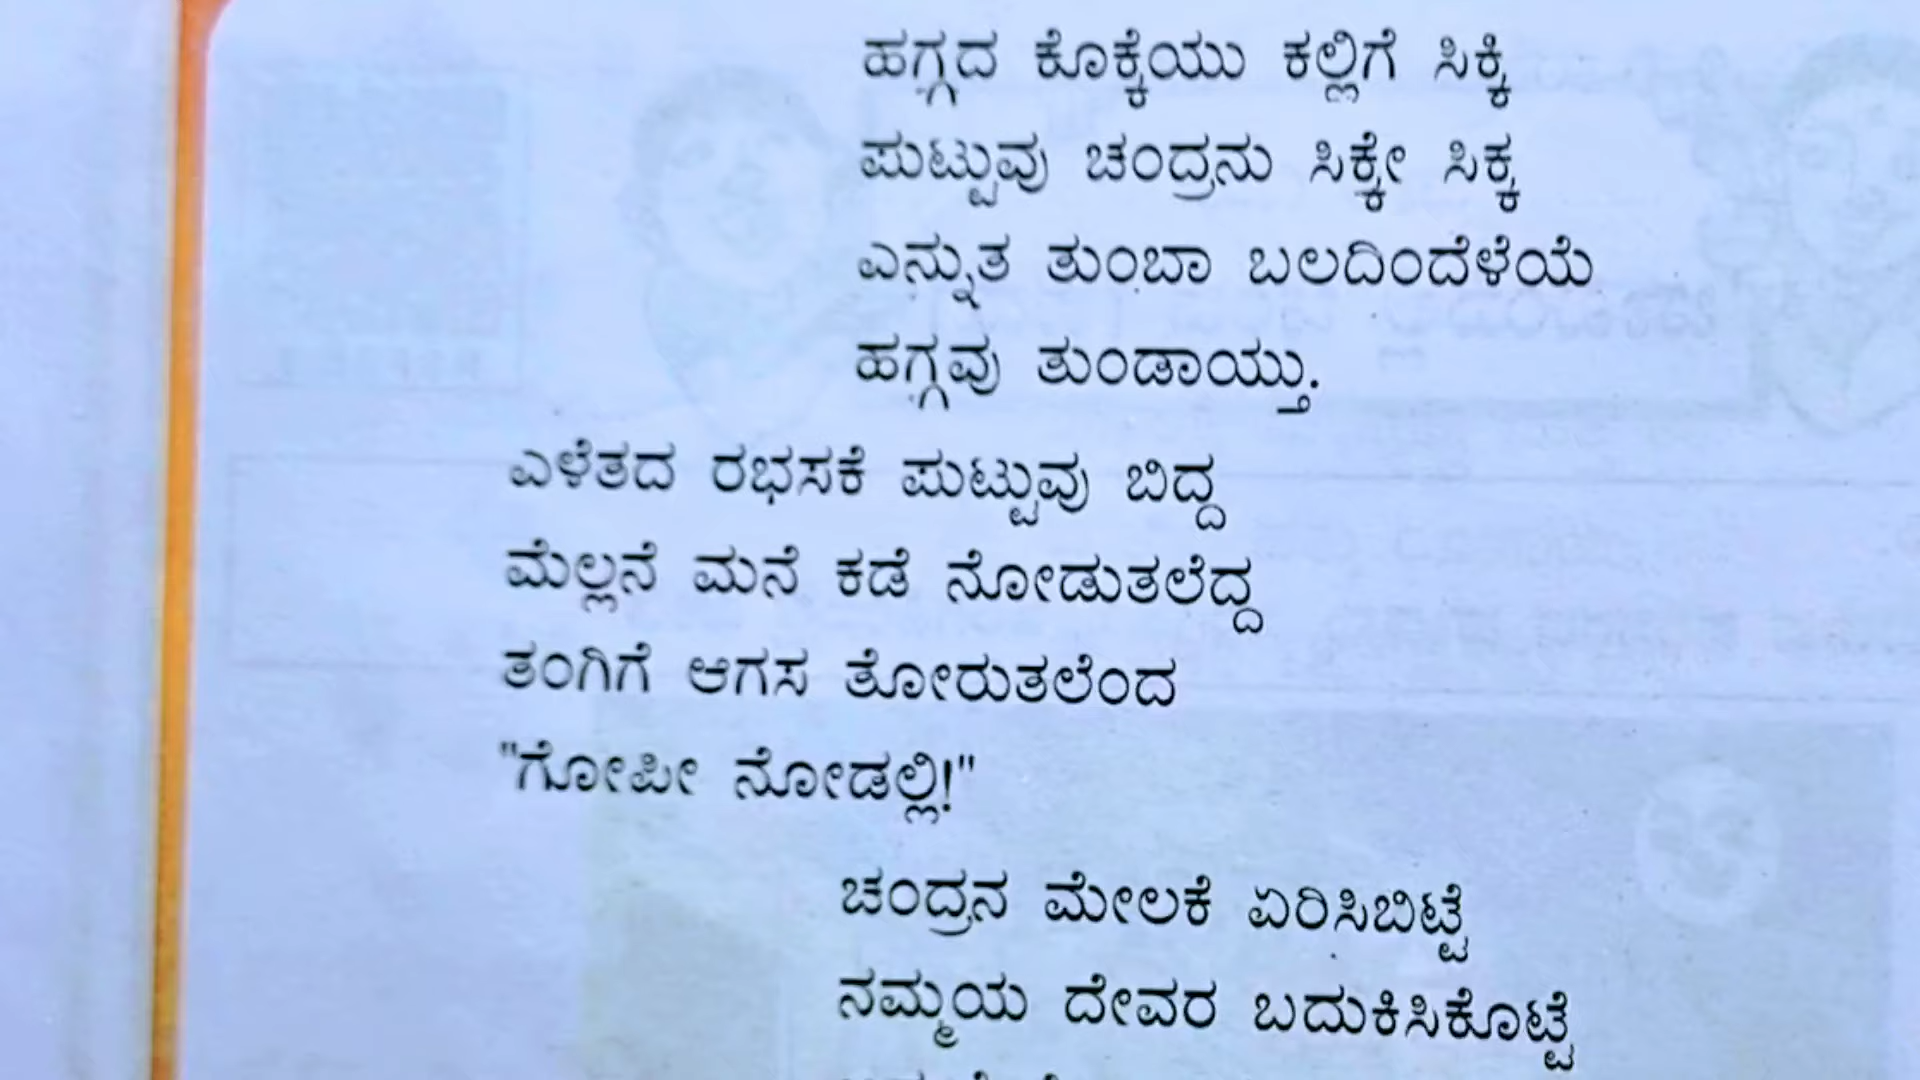 ಹಗ್ಗದ ಕೊಕ್ಕೆಯು ಕಲ್ಲಿಗೆ ಸಿಕ್ಕಿ
ಪುಟ್ಟುವು ಚಂದ್ರನು ಸಿಕ್ಕೇ ಸಿಕ್ಕ
ಎನ್ನುತ ತುಂಬಾ ಬಲದಿಂದೆಳೆಯೆ
ಹಗ್ಗವು ತುಂಡಾಯ್ತು.
ಎಳೆತದ ರಭಸಕೆ ಪುಟ್ಟುವು ಬಿದ್ದ
ಮೆಲ್ಲನೆ ಮನೆ ಕಡೆ ನೋಡುತಲೆದ್ದ
ತಂಗಿಗೆ ಆಗಸ ತೋರುತಲೆಂದ
"ಗೋಪೀ ನೋಡಲ್ಲಿ!"
ಚಂದ್ರನ ಮೇಲಕೆ ಏರಿಸಿಬಿಟ್ಟೆ
ನಮ್ಮಯ ದೇವರ ಬದುಕಿಸಿಕೊಟ್ಟೆ